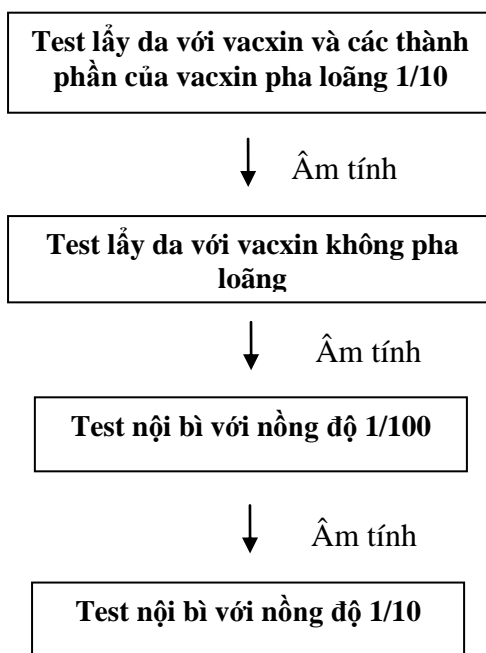 Test lẩy da với vacxin và các thành
phần của vacxin pha loãng 1/10
Âm tính
Test lẩy da với vacxin không pha
loãng
Âm tính
Test nội bì với nồng độ 1/100
Âm tính
Test nội bì với nồng độ 1/10